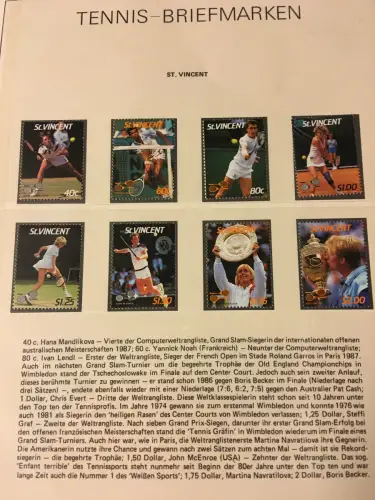 TENNIS-BRIEFMARKEN
ST. VINCENT
ST.VINCENT
40c
ST.VINCENT
60c
ST.VINCENT
80c
ST.VINCENT
$1.00
ST.VINCENT
$1.25
ST.VINCENT
$1.50
ST.VINCENT
ST.VINCENT
40 c. Hana Mandlikova – Vierte der Computerweltrangliste, Grand Slam-Siegerin der internationalen offenen
australischen Meisterschaften 1987; 60 c. Yannick Noah (Frankreich) – Neunter der Computerweltrangliste;
80 c. Ivan Lendl – Erster der Weltrangliste, Sieger der French Open im Stade Roland Garros in Paris 1987.
Auch im nächsten Grand Slam-Turnier um die begehrte Trophäe der Old England Championships in
Wimbledon stand der Tschechoslowake im Finale auf dem Center Court. Jedoch auch sein zweiter Anlauf,
dieses berühmte Turnier zu gewinnen – er stand schon 1986 gegen Boris Becker im Finale (Niederlage nach
drei Sätzen) –, endete ebenfalls wieder mit einer Niederlage (7:6, 6:2, 7:5) gegen den Australier Pat Cash;
1 Dollar, Chris Evert – Dritte der Weltliste. Diese Weltklassespielerin steht schon seit 10 Jahren unter
den Top ten der Tennisprofis. Im Jahre 1974 gewann sie zum erstenmal Wimbledon und konnte 1976 wie
auch 1981 als Siegerin den 'heiligen Rasen' des Center Courts von Wimbledon verlassen; 1,25 Dollar, Steffi
Graf – Zweite der Weltrangliste. Nach sieben Grand Prix-Siegen, darunter ihr erster Grand Slam-Erfolg bei
den offenen französischen Meisterschaften stand die 'Tennis Gräfin' in Wimbledon wiederum im Finale eines
Grand Slam-Turniers. Auch hier war, wie in Paris, die Weltranglistenerste Martina Navratilova ihre Gegnerin.
Die Amerikanerin nutzte ihre Chance und gewann nach zwei Sätzen zum achten Mal – damit ist sie Rekord-
siegerin – die begehrte Trophäe; 1,50 Dollar, John McEnroe (USA) – Zehnter der Weltrangliste. Das sog.
'Enfant terrible' des Tennissports steht nunmehr seit Beginn der 80er Jahre unter den Top ten und war
lange Zeit auch die Nummer 1 des 'Weißen Sports'; 1,75 Dollar, Martina Navratilova; 2 Dollar, Boris Becker.